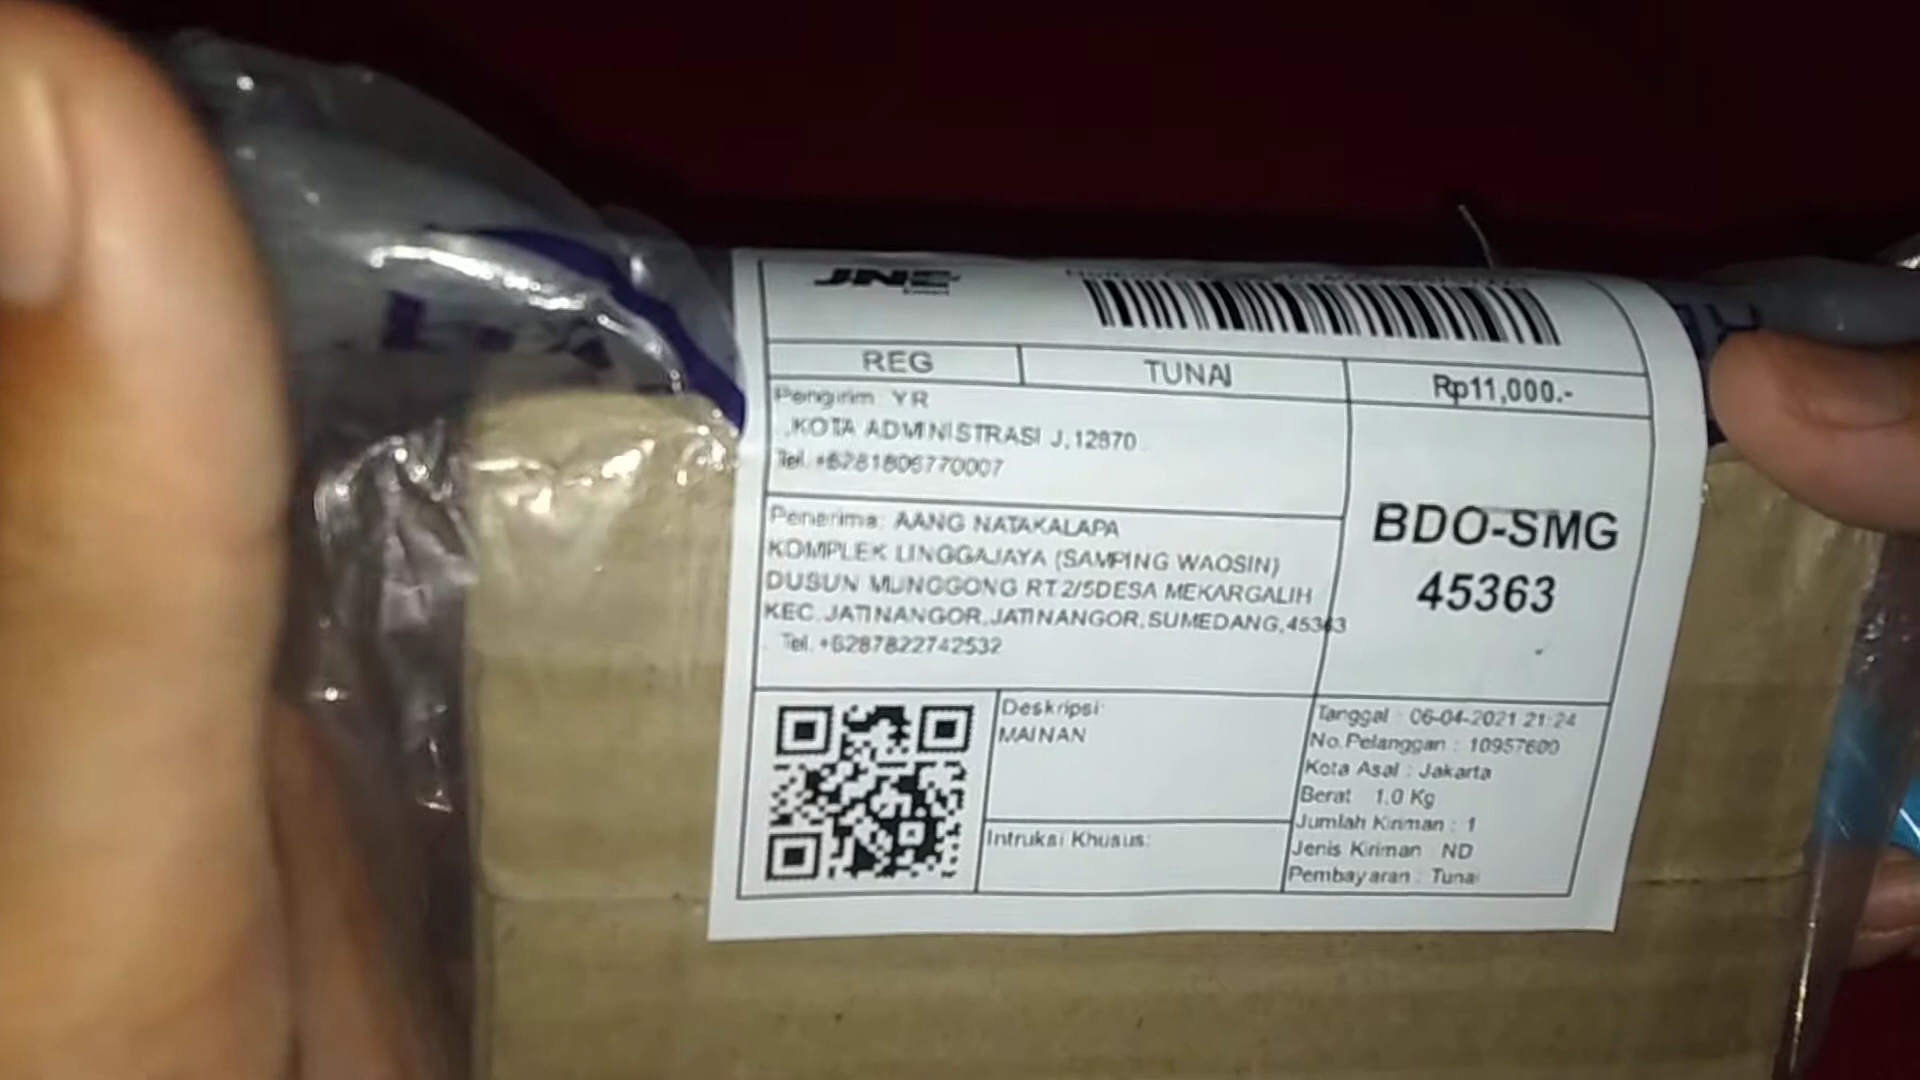 JNE
REG
TUNAI
Rp11,000.-
Pengirim: YR
,KOTA ADMINISTRASI J,12870
Tel. +6281806770007
Penerima: AANG NATAKALAPA
KOMPLEK LINGGAJAYA (SAMPING WAOSIN)
DUSUN MUNGGONG RT 2/5DESA MEKARGALIH
KEC.JATINANGOR,JATINANGOR,SUMEDANG,45363
Tel. +6287822742532
BDO-SMG
45363
Deskripsi:
MAINAN
Intruksi Khusus:
Tanggal : 06-04-2021 21:24
No.Pelanggan : 10957600
Kota Asal : Jakarta
Berat 1.0 Kg
Jumlah Kiriman : 1
Jenis Kiriman ND
Pembayaran : Tunai